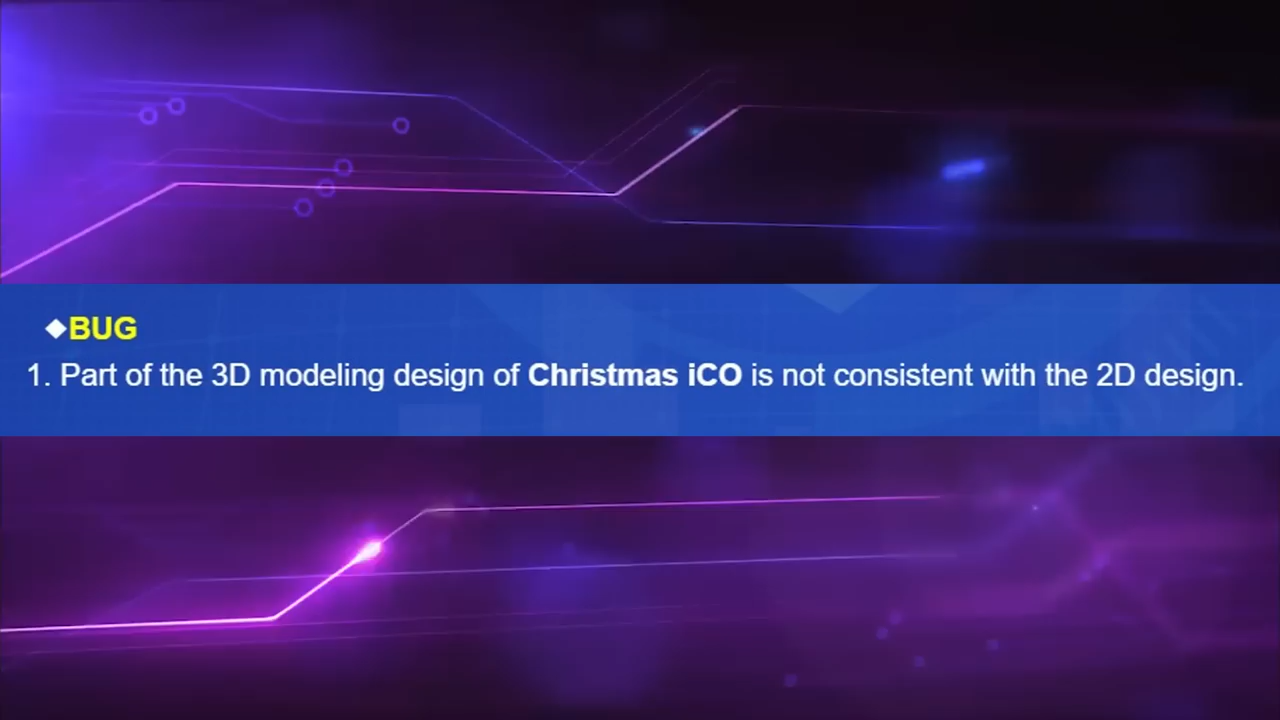 ◆BUG
1. Part of the 3D modeling design of Christmas iCO is not consistent with the 2D design.